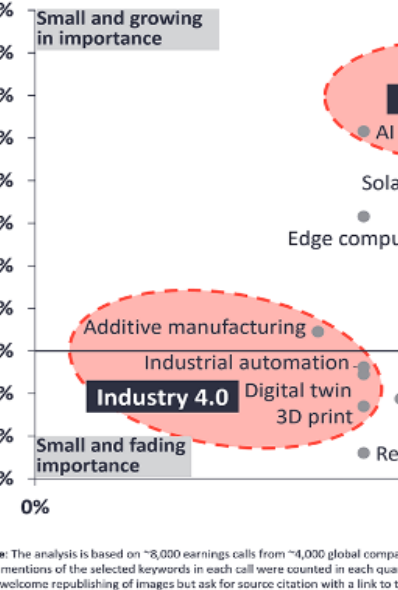 %
Small and growing
in importance
%
%
AI
%
%
Sola
%
Edge compu
%
%
Additive manufacturing
%
Industrial automation
%
Industry 4.0
Digital twin
3D print
%
Small and fading
importance
Re
%
0%
e: The analysis is based on ~8,000 earnings calls from ~4,000 global compa
mentions of the selected keywords in each call were counted in each qua
welcome republishing of images but ask for source citation with a link to t